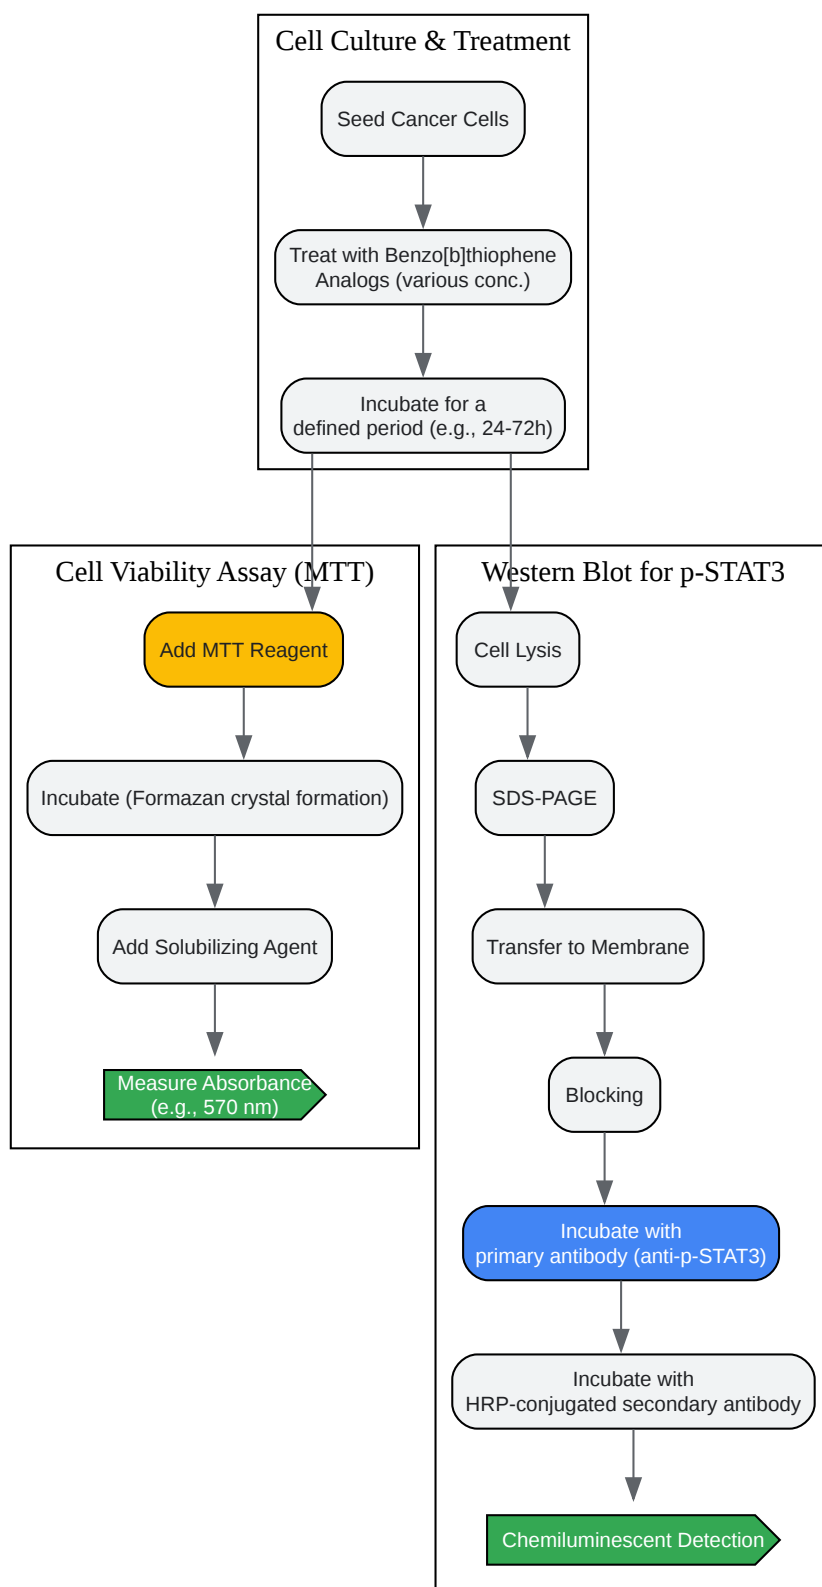 Cell Culture & Treatment
Seed Cancer Cells
Treat with Benzo[b]thiophene
Analogs (various conc.)
Incubate for a
defined period (e.g., 24-72h)
Cell Viability Assay (MTT)
Add MTT Reagent
Incubate (Formazan crystal formation)
Add Solubilizing Agent
Measure Absorbance
(e.g., 570 nm)
Western Blot for p-STAT3
Cell Lysis
SDS-PAGE
Transfer to Membrane
Blocking
Incubate with
primary antibody (anti-p-STAT3)
Incubate with
HRP-conjugated secondary antibody
Chemiluminescent Detection